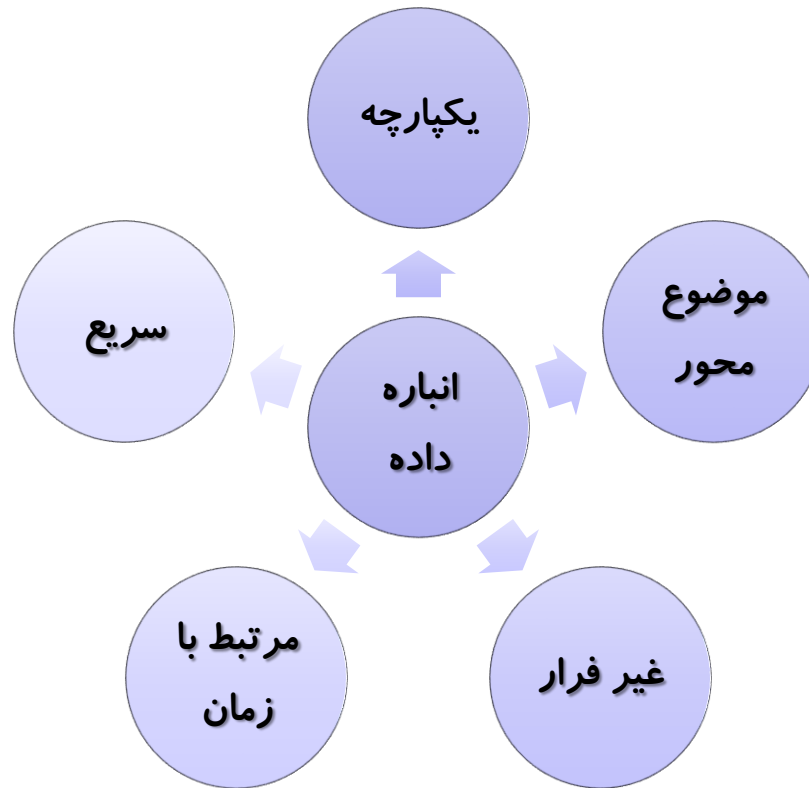 یکپارچه
موضوع
محور
سریع
انباره
داده
مرتبط با
زمان
غیر فرار